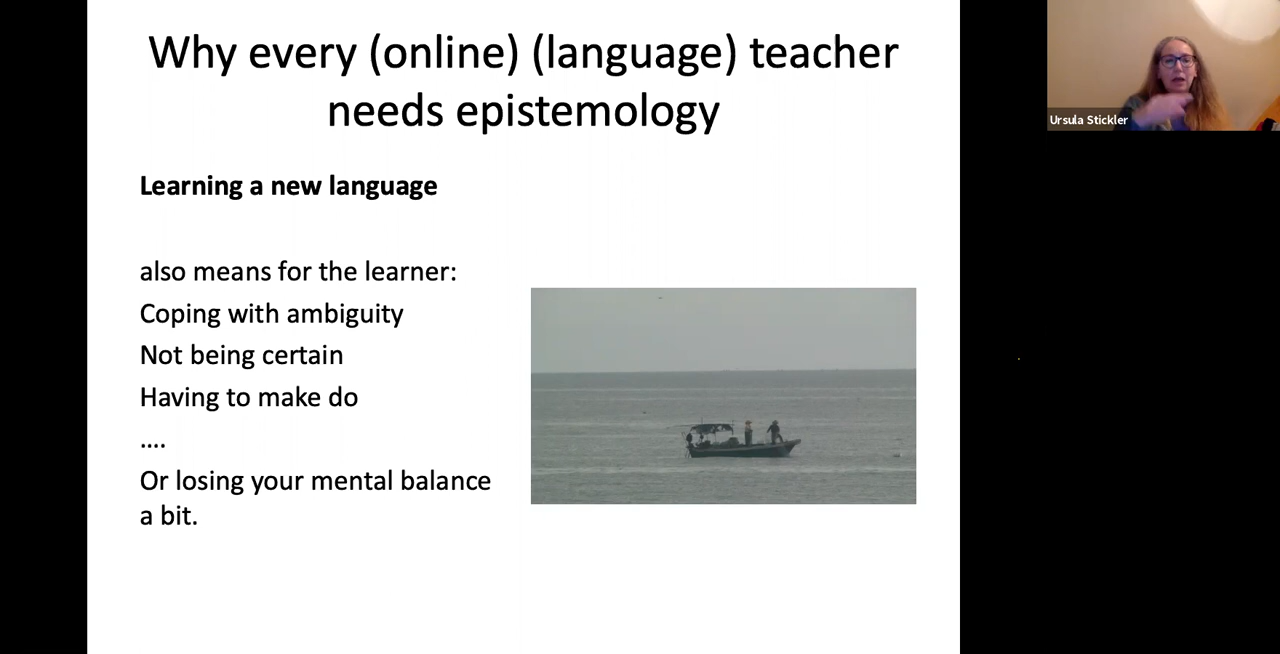 Why every (online) (language) teacher
needs epistemology
Learning a new language
also means for the learner:
Coping with ambiguity
Not being certain
Having to make do
....
Or losing your mental balance
a bit.
Ursula Stickler